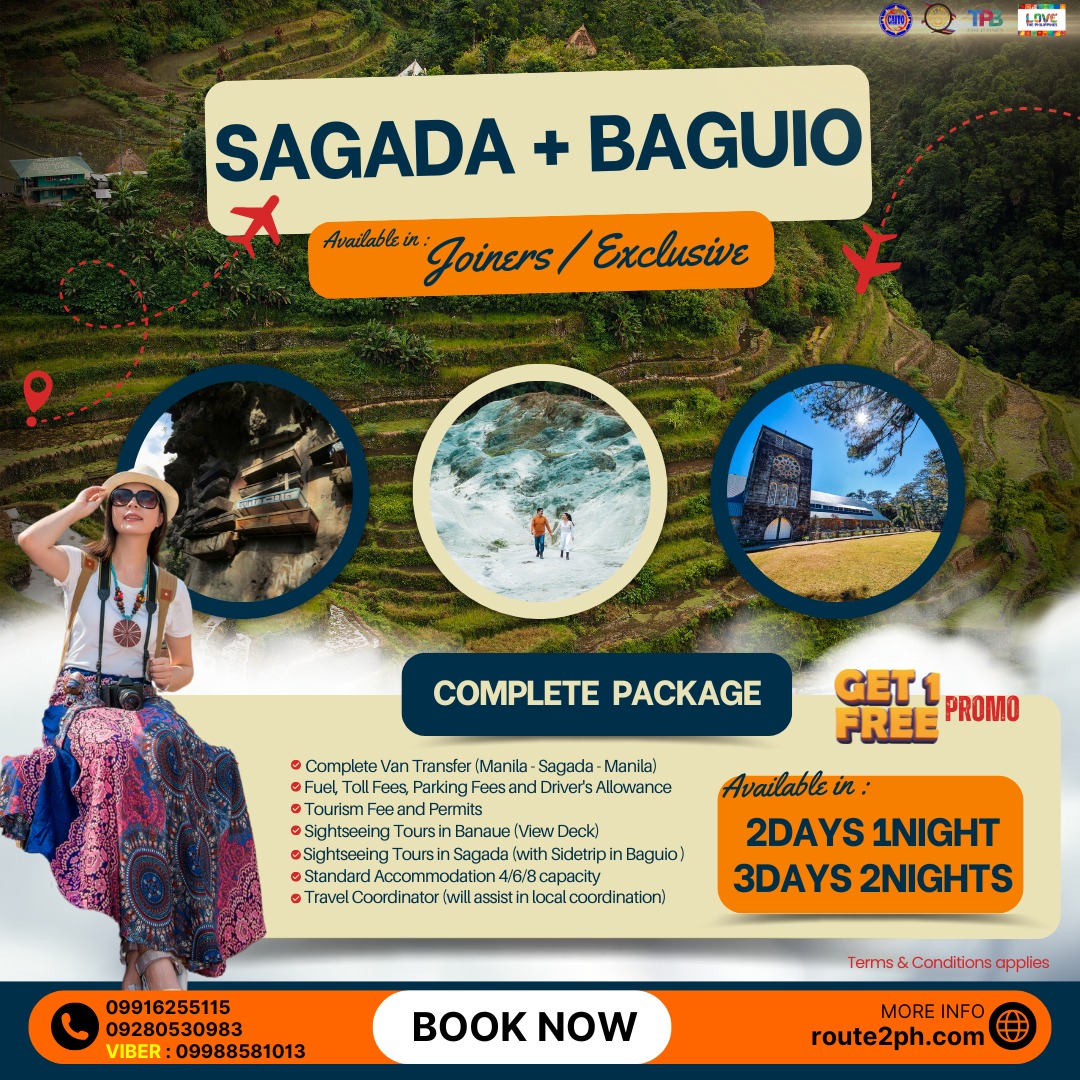 LOVE
THE PHILIPPINES
SAGADA + BAGUIO
Available in :
Joiners / Exclusive
COMPLETE PACKAGE
GET 1
FREE
PROMO
Complete Van Transfer (Manila - Sagada - Manila)
Fuel, Toll Fees, Parking Fees and Driver's Allowance
Tourism Fee and Permits
Sightseeing Tours in Banaue (View Deck)
Sightseeing Tours in Sagada (with Sidetrip in Baguio )
Standard Accommodation 4/6/8 capacity
Travel Coordinator (will assist in local coordination)
Available in :
2DAYS 1NIGHT
3DAYS 2NIGHTS
Terms & Conditions applies
09916255115
09280530983
VIBER : 09988581013
BOOK NOW
MORE INFO
route2ph.com